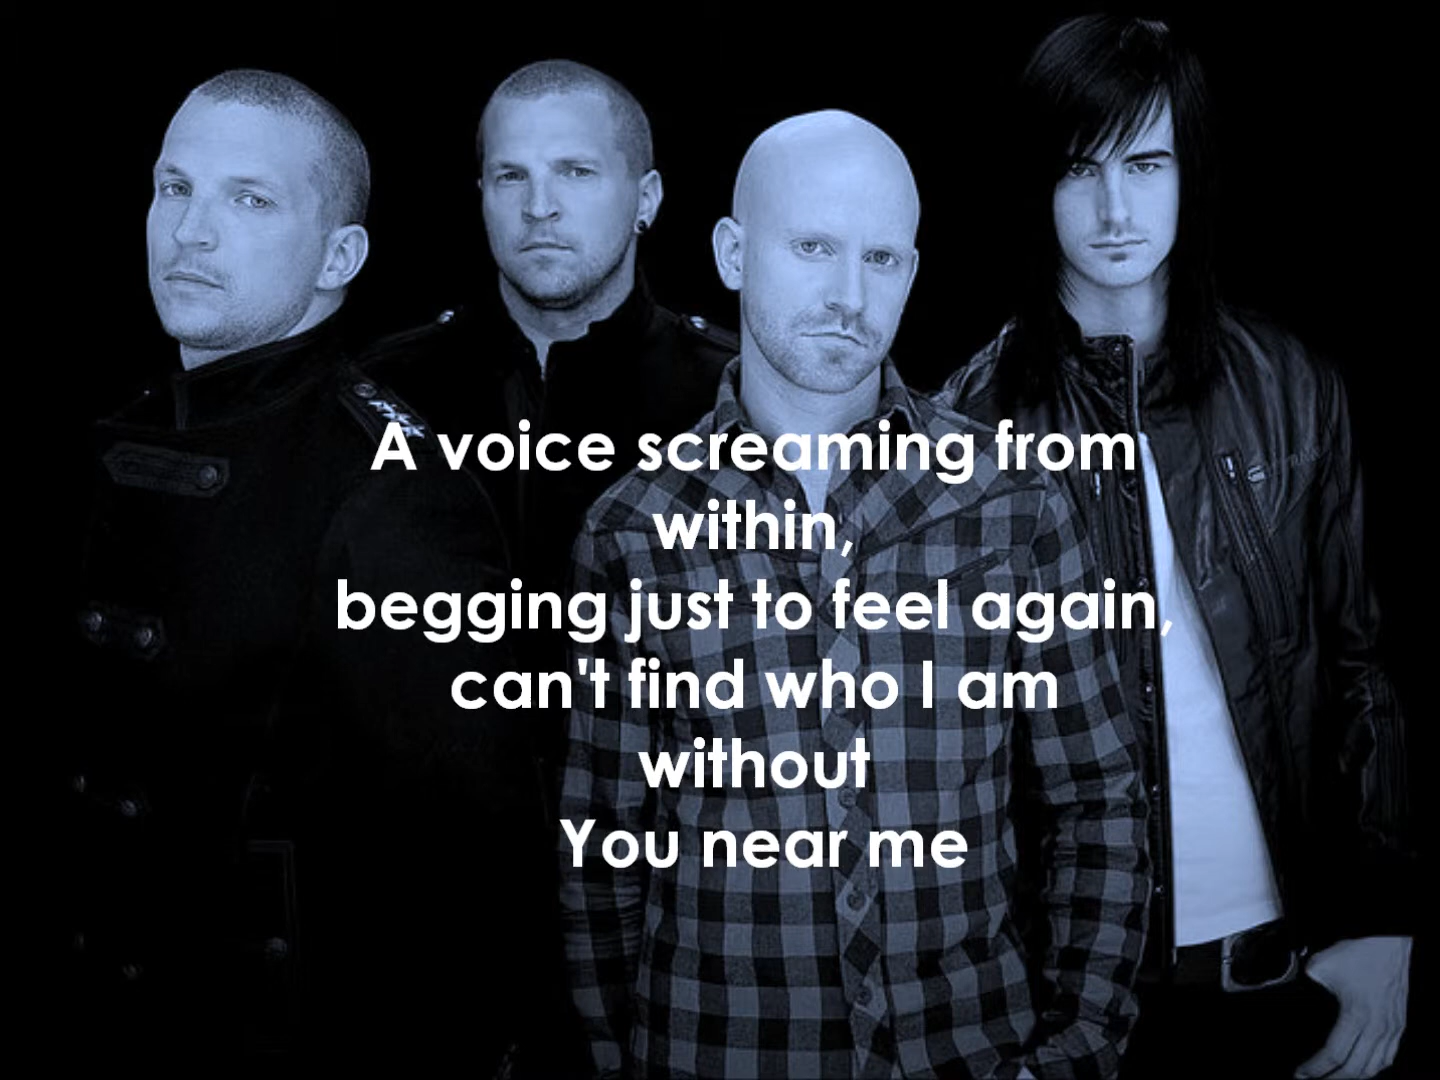 A voice screaming from
within,
begging just to feel again,
can't find who I am
without
You near me